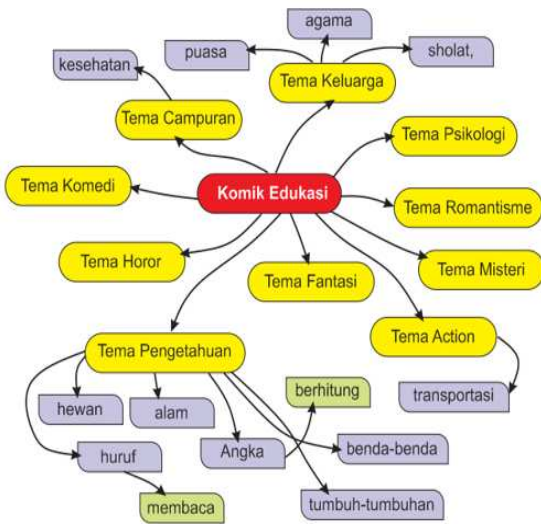 agama
puasa
sholat,
kesehatan
Tema Keluarga
Tema Campuran
Tema Psikologi
Tema Komedi
Komik Edukasi
Tema Romantisme
Tema Horor
Tema Fantasi
Tema Misteri
Tema Action
Tema Pengetahuan
berhitung
transportasi
hewan
alam
Angka
benda-benda
huruf
membaca
tumbuh-tumbuhan